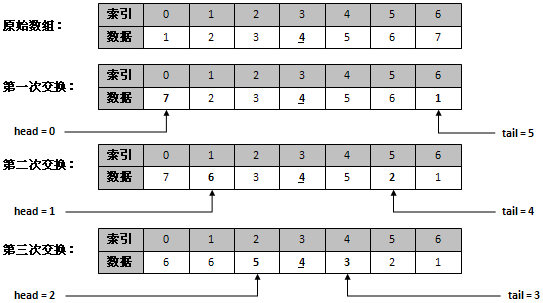 原始数组：
索引 0 1 2 3 4 5 6
数据 1 2 3 4 5 6 7
第一次交换：
索引 0 1 2 3 4 5 6
数据 7 2 3 4 5 6 1
head = 0 tail = 5
第二次交换：
索引 0 1 2 3 4 5 6
数据 7 6 3 4 5 2 1
head = 1 tail = 4
第三次交换：
索引 0 1 2 3 4 5 6
数据 6 6 5 4 3 2 1
head = 2 tail = 3